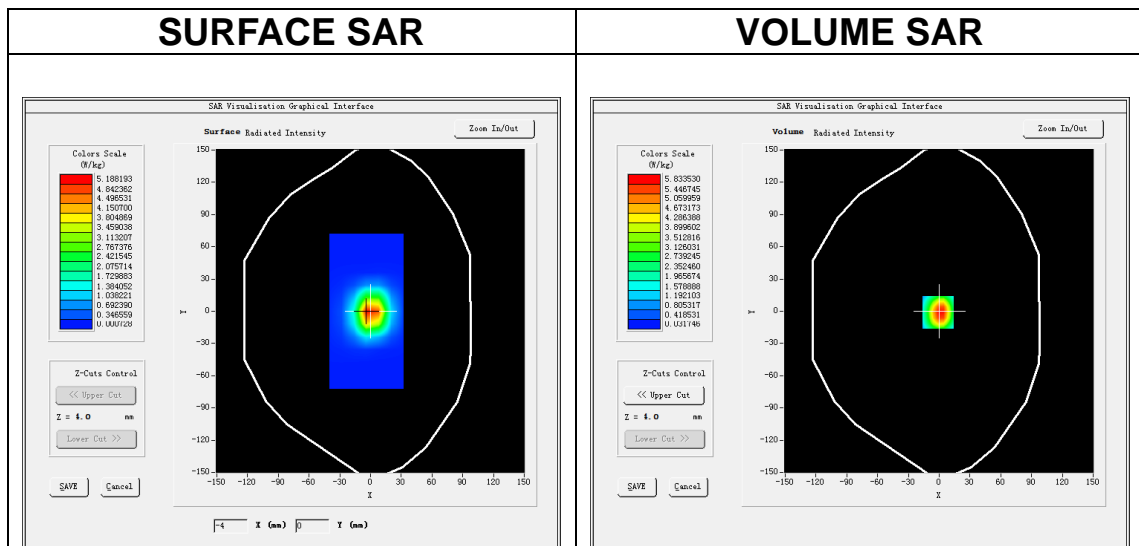 SURFACE SAR
VOLUME SAR
SAR Visualisation Graphical Interface
Surface Radiated Intensity
Zoom In/Out
Colors Scale
(W/kg)
5.188193
4.842362
4.496531
4.150700
3.804869
3.459038
3.113207
2.767376
2.421545
2.075714
1.729883
1.384052
1.038221
0.692390
0.346559
0.000728
Z-Cuts Control
<< Upper Cut
Z = 4.0 mm
Lower Cut >>
SAVE Cancel
150
120
90
60
30
0
-30
-60
-90
-120
-150
Y
-150 -120 -90 -60 -30 0 30 60 90 120 150
X
-4 X (mm) 0 Y (mm)
SAR Visualisation Graphical Interface
Volume Radiated Intensity
Zoom In/Out
Colors Scale
(W/kg)
5.833530
5.446745
5.059959
4.673173
4.286388
3.899602
3.512816
3.126031
2.739245
2.352460
1.965674
1.578888
1.192103
0.805317
0.418531
0.031746
Z-Cuts Control
<< Upper Cut
Z = 4.0 mm
Lower Cut >>
SAVE Cancel
150
120
90
60
30
0
-30
-60
-90
-120
-150
Y
-150 -120 -90 -60 -30 0 30 60 90 120 150
X